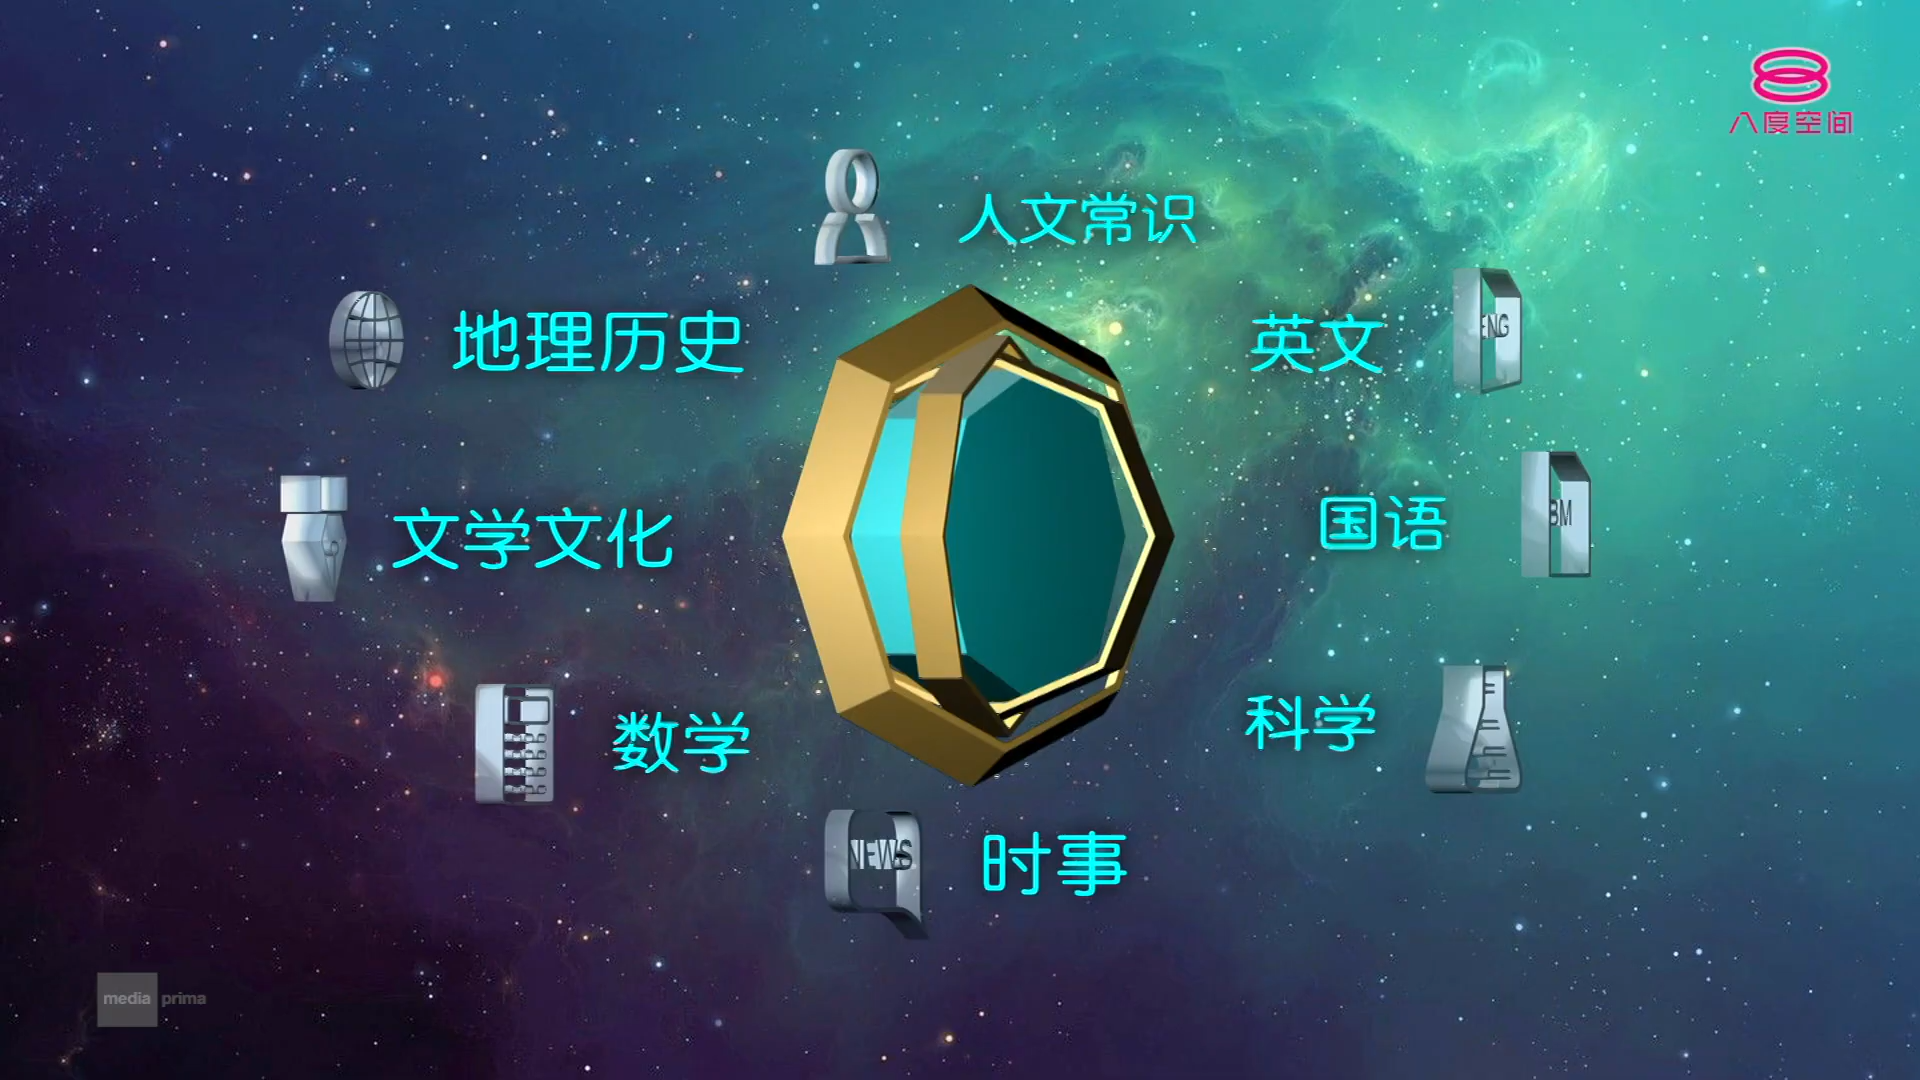 八度空间
人文常识
地理历史
英文
ENG
文学文化
国语
BM
数学
科学
时事
NEWS
media prima